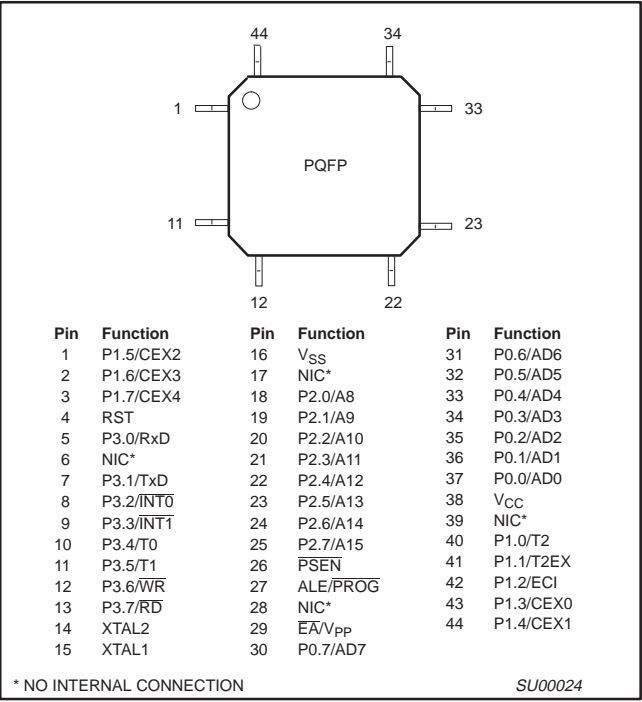 44 34
1 33
PQFP
11 23
12 22
Pin Function Pin Function Pin Function
1 P1.5/CEX2 16 VSS 31 P0.6/AD6
2 P1.6/CEX3 17 NIC* 32 P0.5/AD5
3 P1.7/CEX4 18 P2.0/A8 33 P0.4/AD4
4 RST 19 P2.1/A9 34 P0.3/AD3
5 P3.0/RxD 20 P2.2/A10 35 P0.2/AD2
6 NIC* 21 P2.3/A11 36 P0.1/AD1
7 P3.1/TxD 22 P2.4/A12 37 P0.0/AD0
8 P3.2/INT0 23 P2.5/A13 38 VCC
9 P3.3/INT1 24 P2.6/A14 39 NIC*
10 P3.4/T0 25 P2.7/A15 40 P1.0/T2
11 P3.5/T1 26 PSEN 41 P1.1/T2EX
12 P3.6/WR 27 ALE/PROG 42 P1.2/ECI
13 P3.7/RD 28 NIC* 43 P1.3/CEX0
14 XTAL2 29 EA/VPP 44 P1.4/CEX1
15 XTAL1 30 P0.7/AD7
* NO INTERNAL CONNECTION SU00024